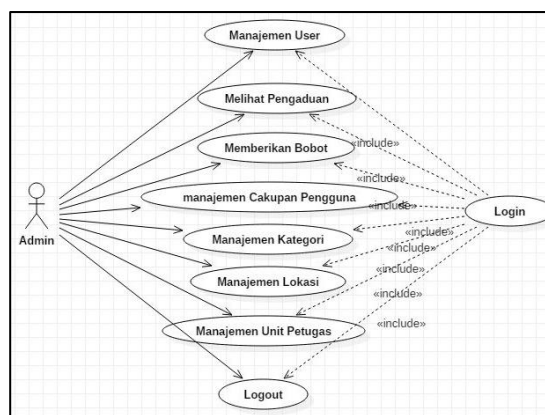 Manajemen User
Melihat Pengaduan
«include»
Memberikan Bobot
manajemen Cakupan Pengguna
«include»
Login
Admin
Manajemen Kategori
«include»
«include»
Manajemen Lokasi
«include»
«include»
Manajemen Unit Petugas
«include»
Logout